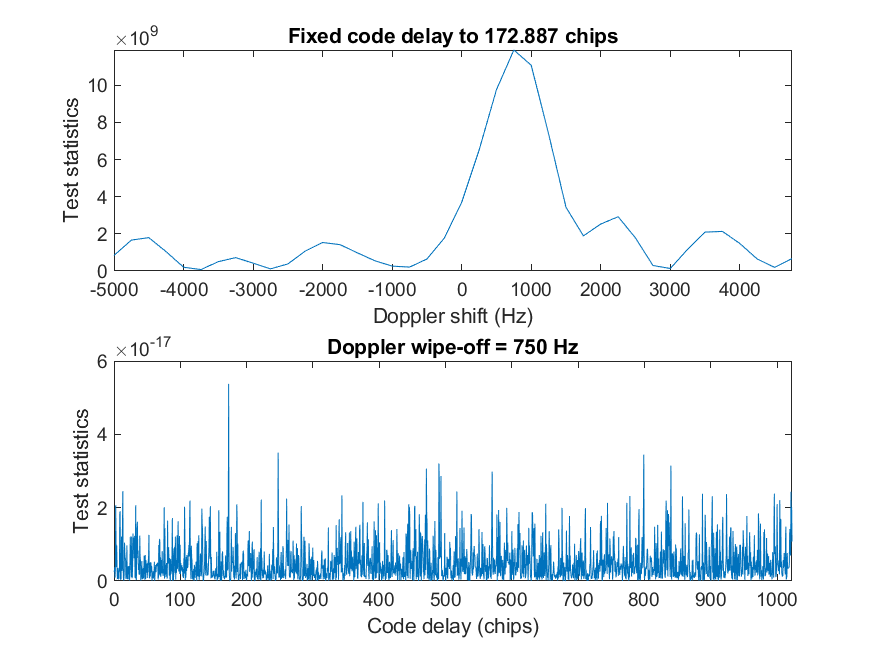 ×10^9
Fixed code delay to 172.887 chips
10
8
6
4
2
0
Test statistics
-5000 -4000 -3000 -2000 -1000 0 1000 2000 3000 4000
Doppler shift (Hz)
×10^-17
Doppler wipe-off = 750 Hz
6
4
2
0
Test statistics
0 100 200 300 400 500 600 700 800 900 1000
Code delay (chips)